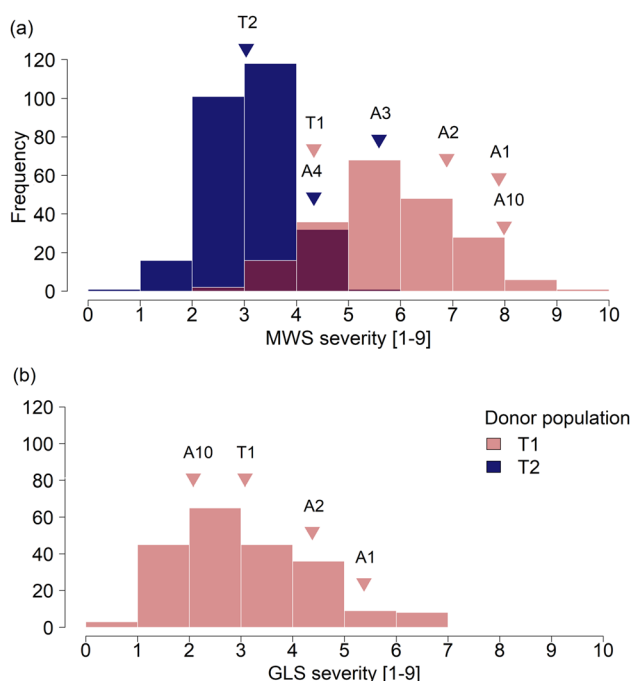 (a)
T2
120
100
80
60
40
20
0
Frequency
T1
A4
A3
A2
A1
A10
0 1 2 3 4 5 6 7 8 9 10
MWS severity [1-9]
(b)
120
100
80
60
40
20
0
A10 T1
A2
A1
Donor population
T1
T2
0 1 2 3 4 5 6 7 8 9 10
GLS severity [1-9]